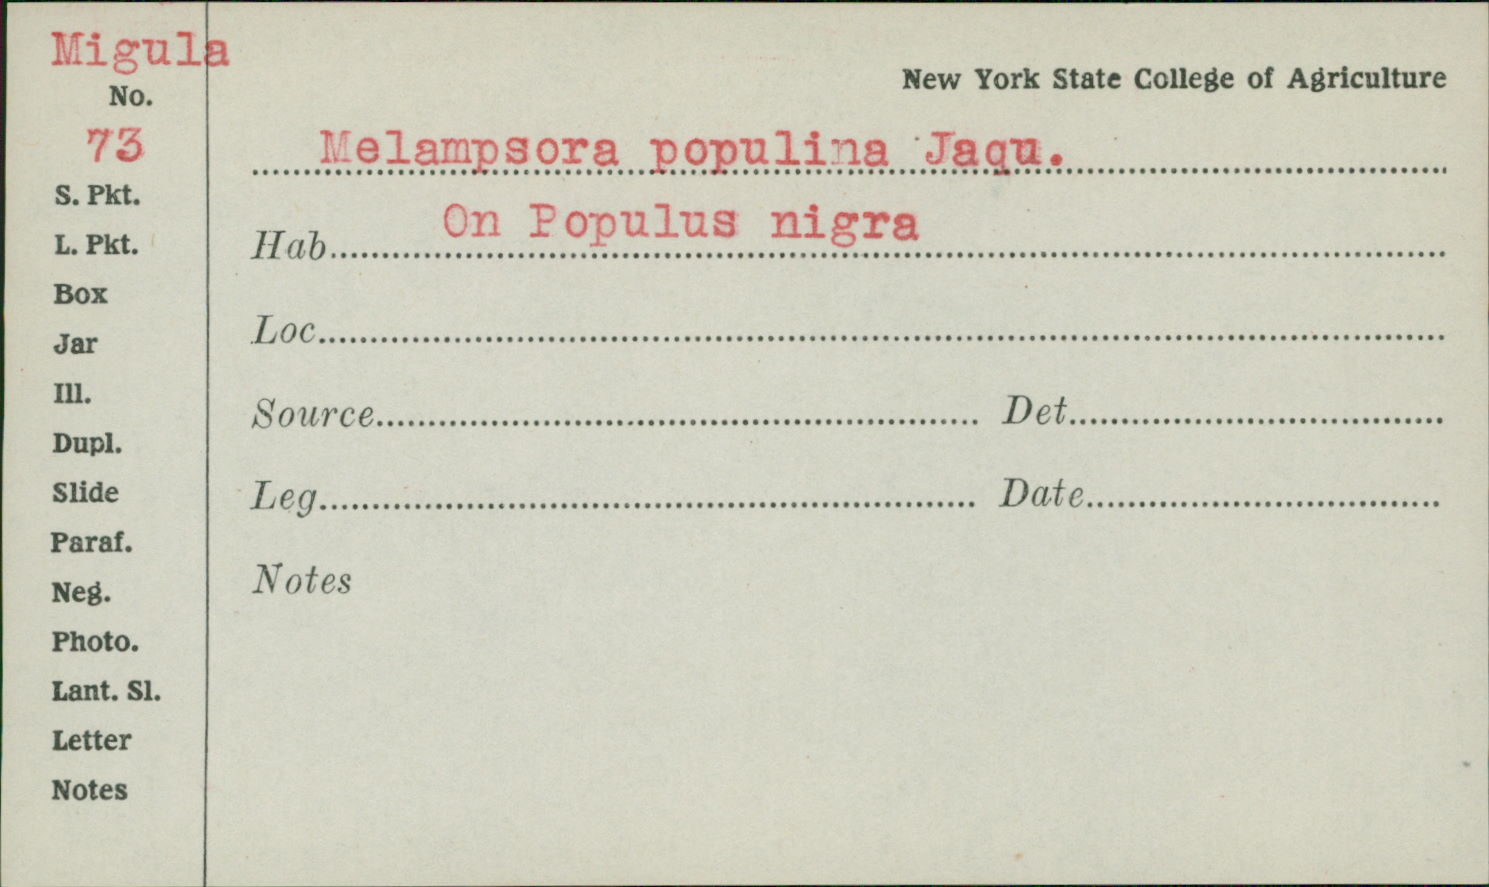 Migula
No.
73
S. Pkt.
L. Pkt.
Box
Jar
Ill.
Dupl.
Slide
Paraf.
Neg.
Photo.
Lant. Sl.
Letter
Notes
New York State College of Agriculture
Melampsora populina Jaqu.
Hab. On Populus nigra
Loc.
Source. Det.
Leg. Date.
Notes